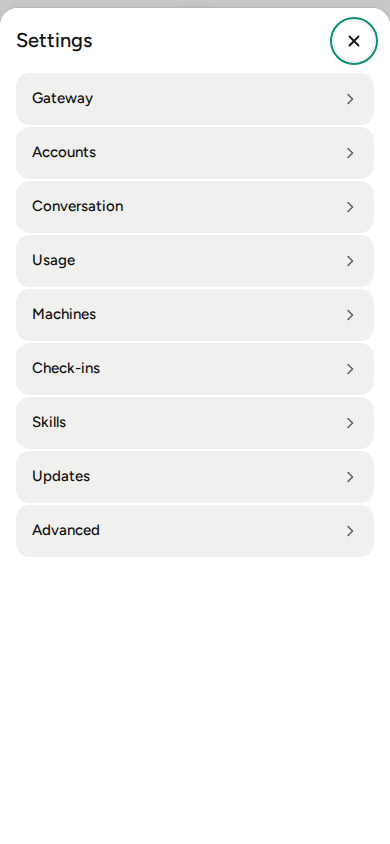 Settings
Gateway
Accounts
Conversation
Usage
Machines
Check-ins
Skills
Updates
Advanced